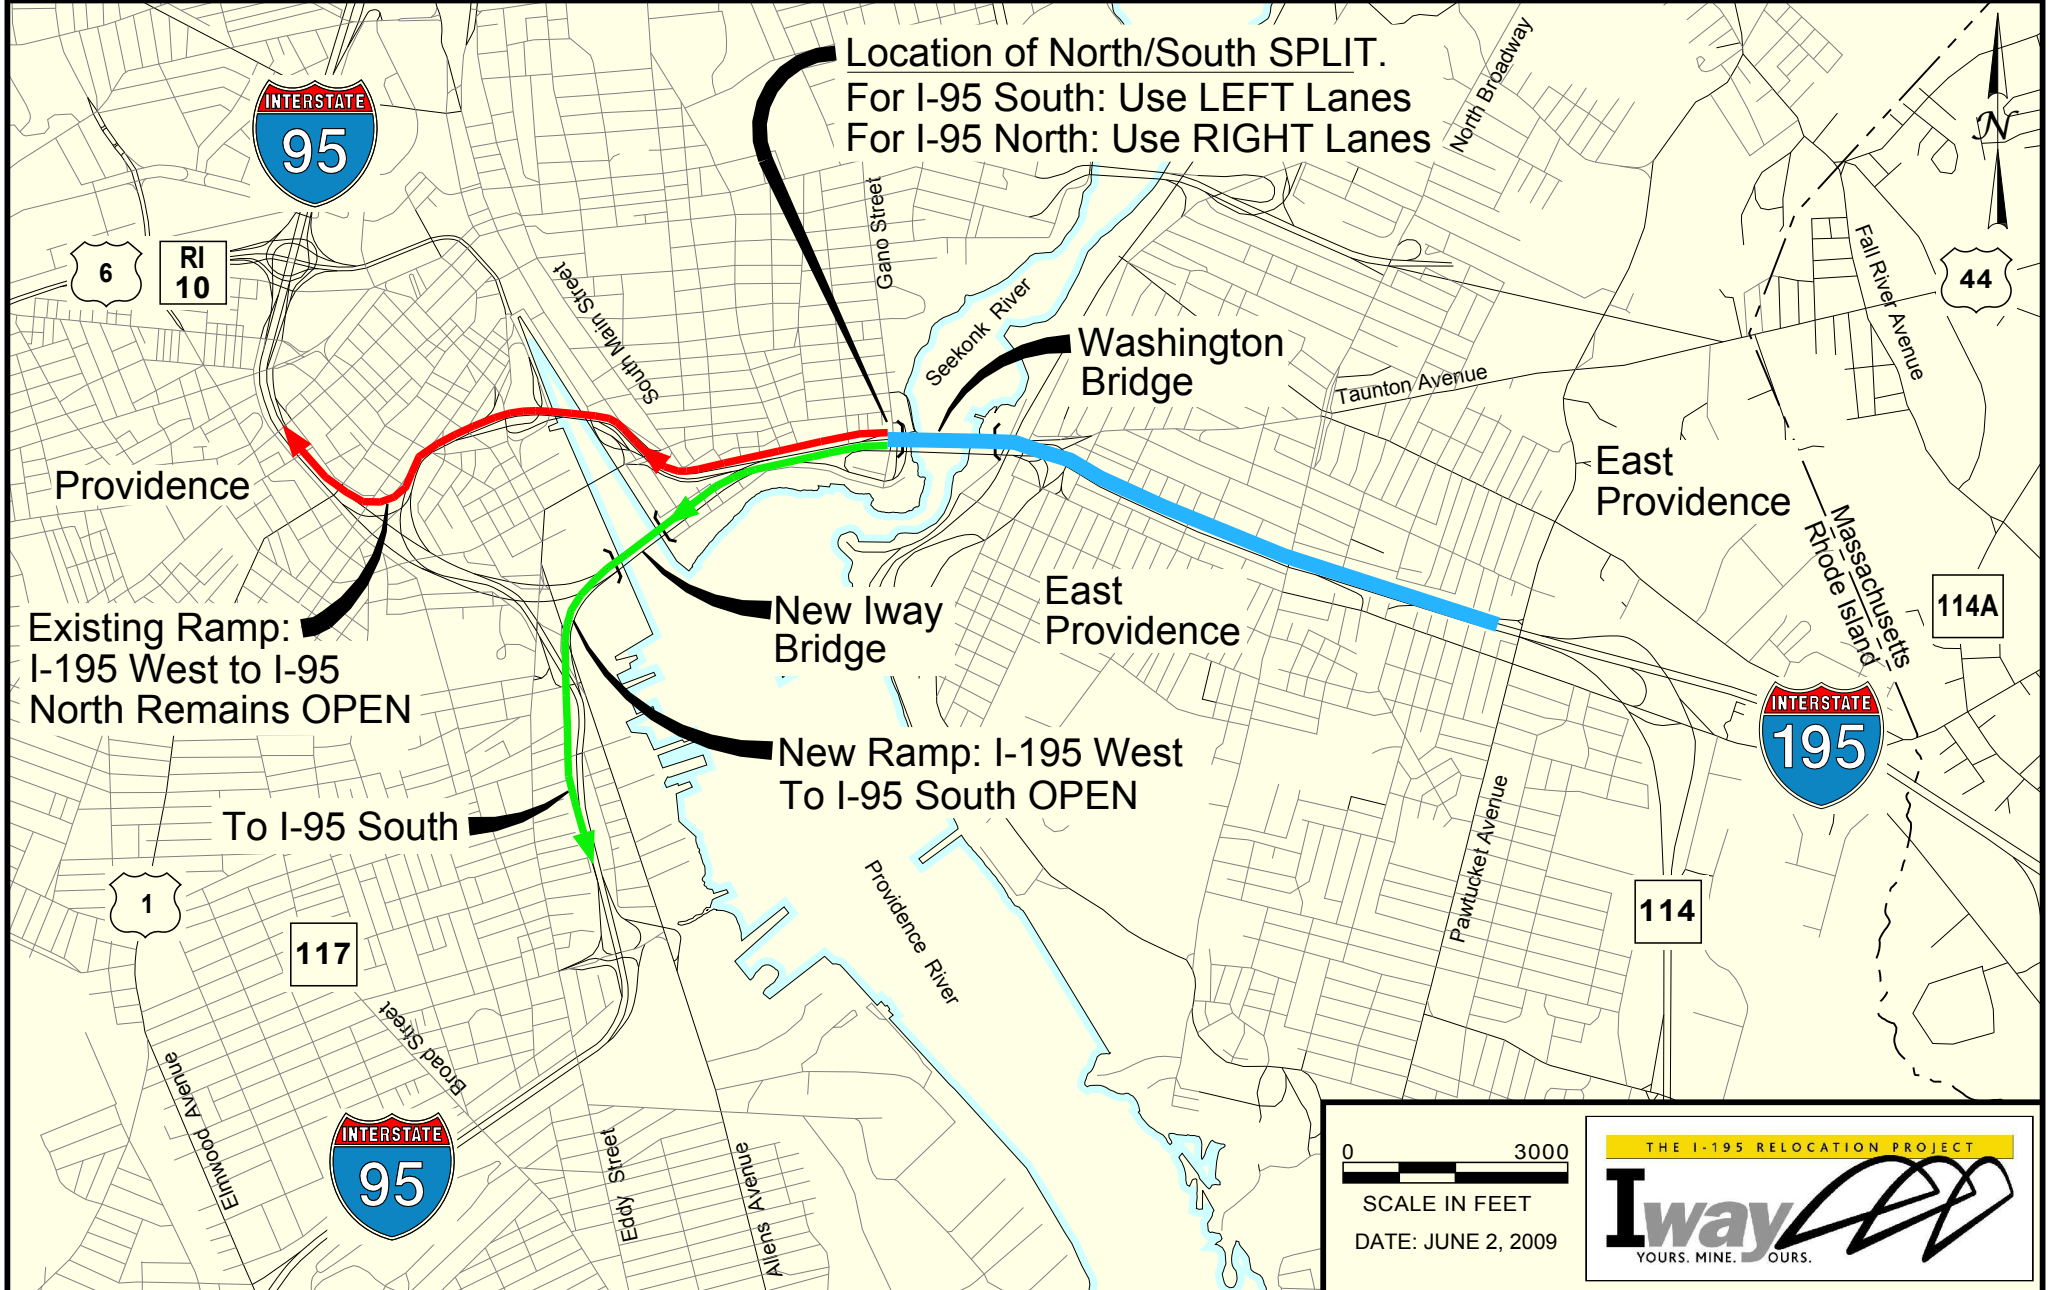 Location of North/South SPLIT.
For I-95 South: Use LEFT Lanes
For I-95 North: Use RIGHT Lanes
North Broadway
N
INTERSTATE
95
6
RI
10
South Main Street
Gano Street
Seekonk River
Washington
Bridge
Taunton Avenue
Fall River Avenue
44
Providence
East
Providence
Massachusetts
Rhode Island
114A
Existing Ramp:
I-195 West to I-95
North Remains OPEN
New Iway
Bridge
East
Providence
INTERSTATE
195
New Ramp: I-195 West
To I-95 South OPEN
To I-95 South
Pawtucket Avenue
Providence River
1
117
114
Broad Street
Elmwood Avenue
INTERSTATE
95
Eddy Street
Allens Avenue
0 3000
SCALE IN FEET
DATE: JUNE 2, 2009
THE I-195 RELOCATION PROJECT
Iway
YOURS. MINE. OURS.